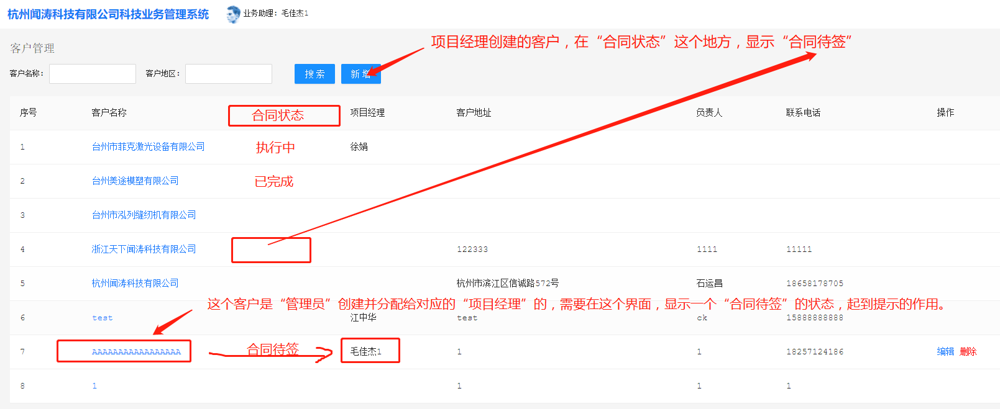 杭州闻涛科技有限公司科技业务管理系统 业务助理: 毛佳杰1
项目经理创建的客户，在“合同状态”这个地方，显示“合同待签”
客户管理
客户名称: 客户地区: 搜索 新增
序号 客户名称 合同状态 项目经理 客户地址 负责人 联系电话 操作
1 台州市菲克激光设备有限公司 执行中 徐娟
2 台州美途模塑有限公司 已完成
3 台州市泓列缝纫机有限公司
4 浙江天下闻涛科技有限公司 122333 1111 11111
5 杭州闻涛科技有限公司 杭州市滨江区信诚路572号 石运昌 18658178705
这个客户是“管理员”创建并分配给对应的“项目经理”的，需要在这个界面，显示一个“合同待签”的状态，起到提示的作用。
6 test 江中华 test ck 15888888888
7 AAAAAAAAAAAAAAAAA 合同待签 毛佳杰1 1 1 18257124186 编辑 删除
8 1 1 1 1